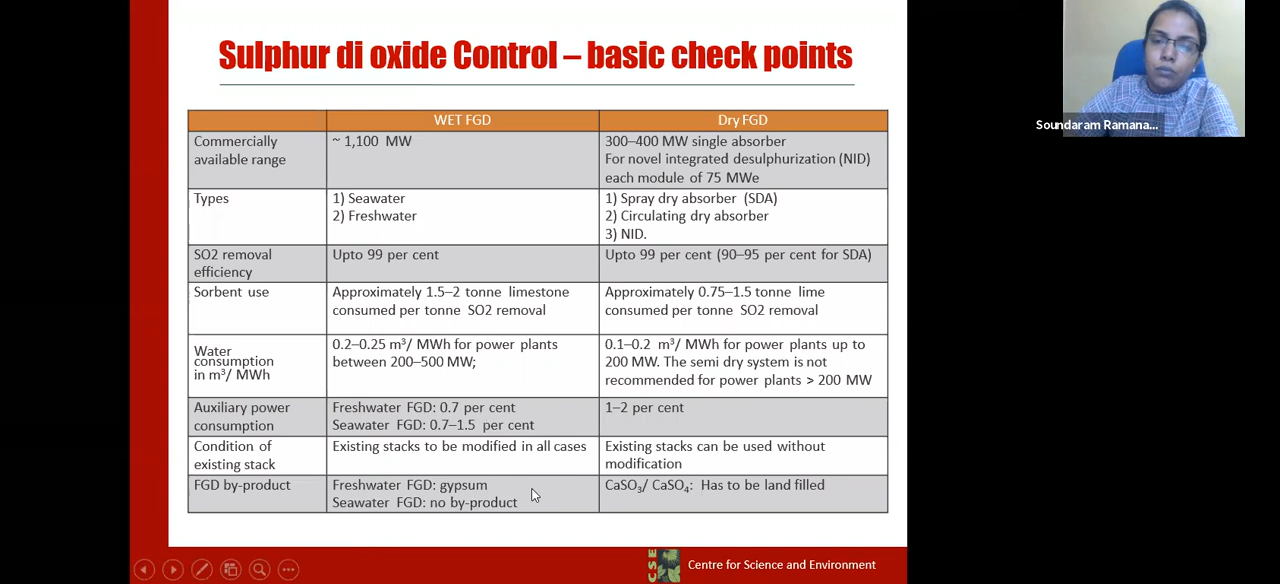 Sulphur di oxide Control – basic check points
WET FGD
Dry FGD
Commercially
available range
~ 1,100 MW
300–400 MW single absorber
For novel integrated desulphurization (NID)
each module of 75 MWe
Types
1) Seawater
2) Freshwater
1) Spray dry absorber (SDA)
2) Circulating dry absorber
3) NID.
SO2 removal
efficiency
Upto 99 per cent
Upto 99 per cent (90–95 per cent for SDA)
Sorbent use
Approximately 1.5–2 tonne limestone
consumed per tonne SO2 removal
Approximately 0.75–1.5 tonne lime
consumed per tonne SO2 removal
Water
consumption
in m³/ MWh
0.2–0.25 m³/ MWh for power plants
between 200–500 MW;
0.1–0.2 m³/ MWh for power plants up to
200 MW. The semi dry system is not
recommended for power plants > 200 MW
Auxiliary power
consumption
Freshwater FGD: 0.7 per cent
Seawater FGD: 0.7–1.5 per cent
1–2 per cent
Condition of
existing stack
Existing stacks to be modified in all cases
Existing stacks can be used without
modification
FGD by-product
Freshwater FGD: gypsum
Seawater FGD: no by-product
CaSO₃/ CaSO₄: Has to be land filled
CSE
Centre for Science and Environment
Soundaram Ramana...